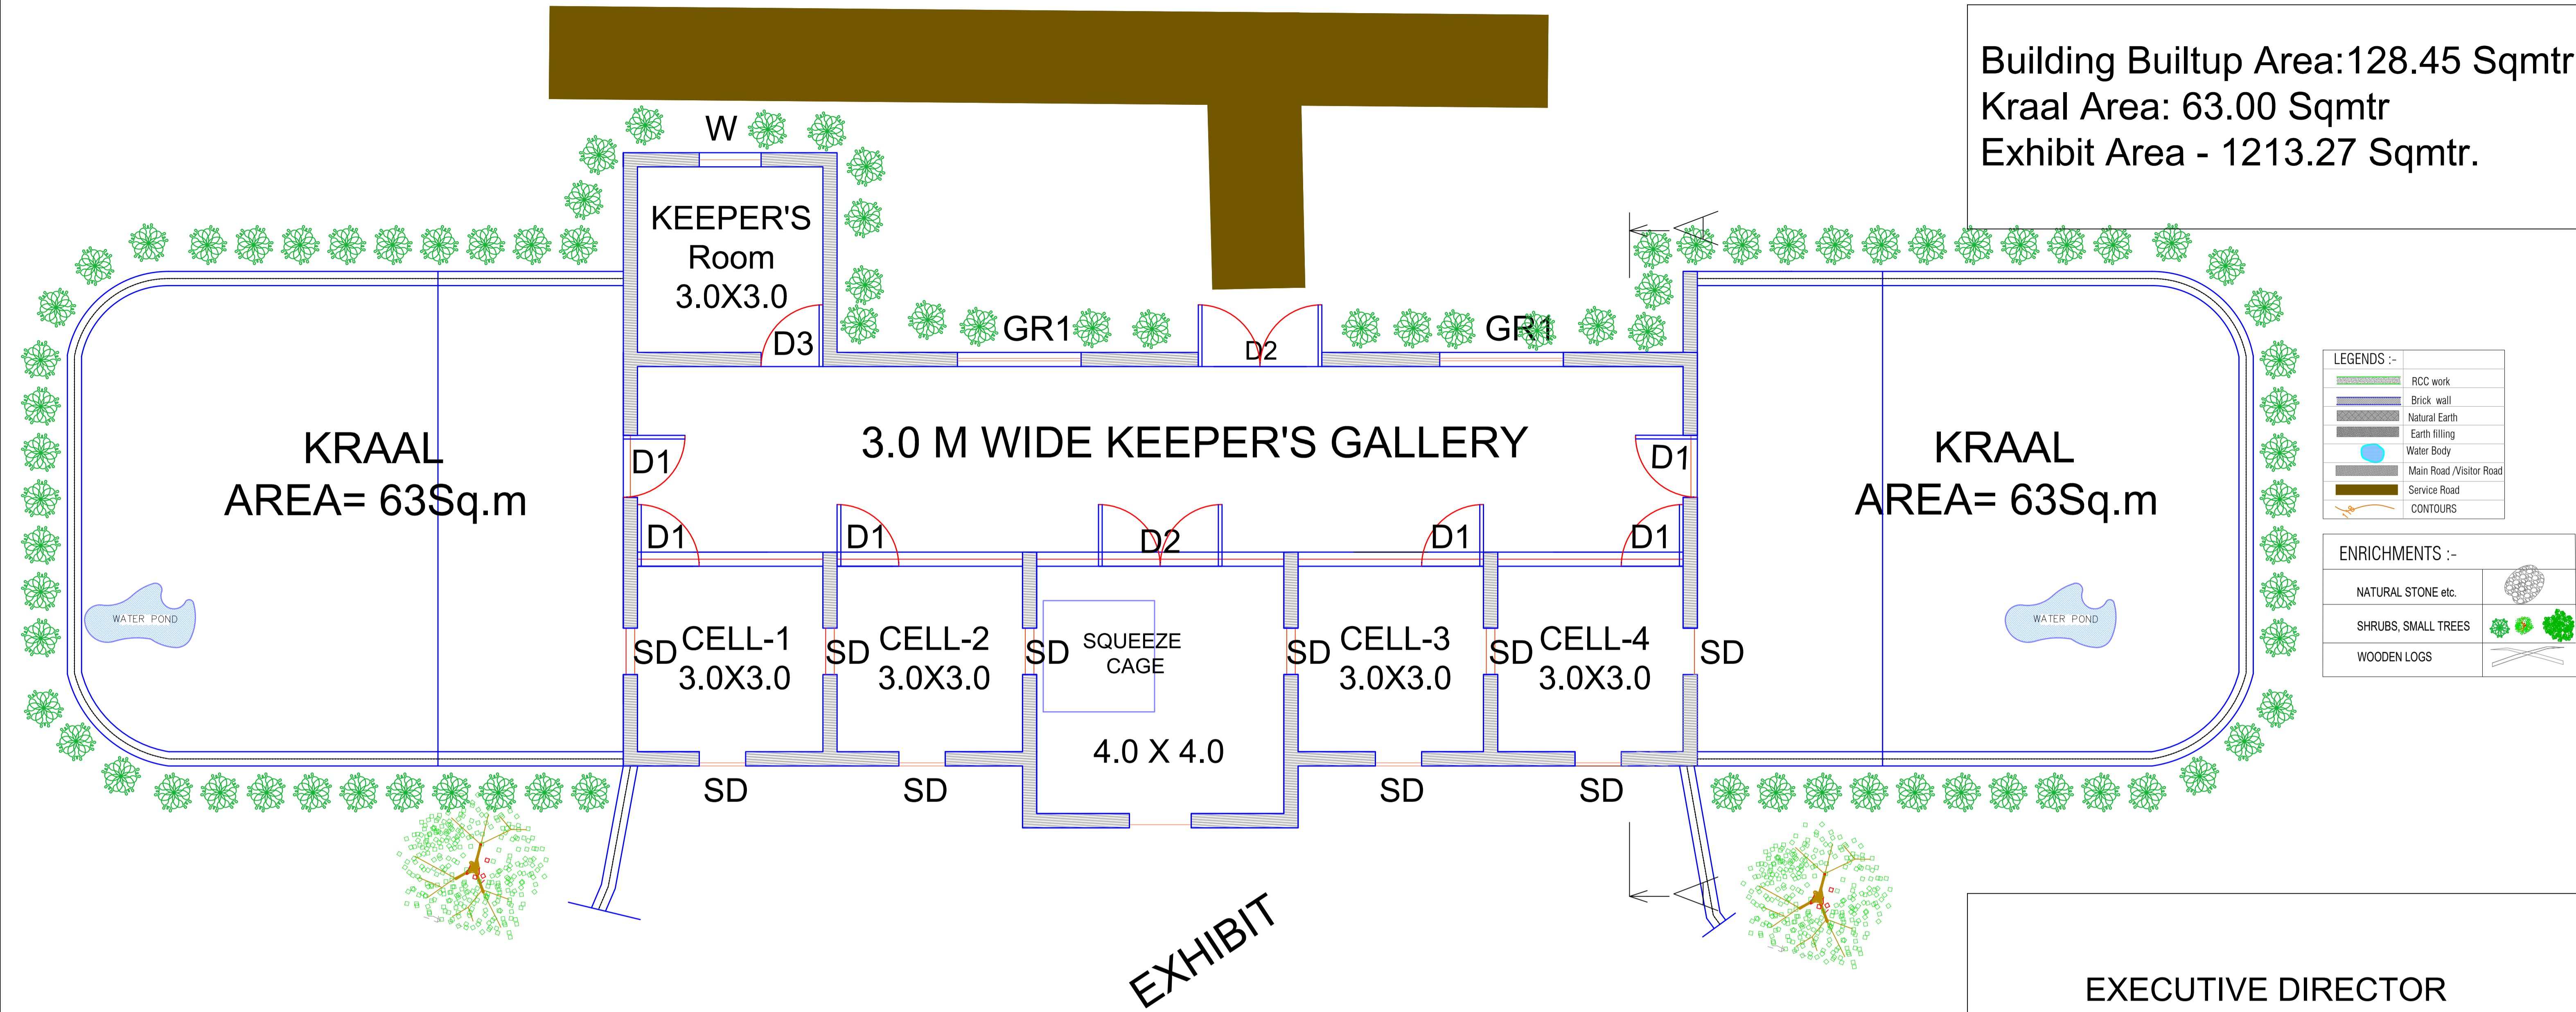 Building Builtup Area:128.45 Sqmtr
Kraal Area: 63.00 Sqmtr
Exhibit Area - 1213.27 Sqmtr.
W
KEEPER'S
Room
3.0X3.0
D3
GR1
D2
GR1
KRAAL
AREA= 63Sq.m
D1
3.0 M WIDE KEEPER'S GALLERY
D1
KRAAL
AREA= 63Sq.m
D1
D1
D2
D1
D1
WATER POND
SD
CELL-1
3.0X3.0
SD
CELL-2
3.0X3.0
SD
SQUEEZE
CAGE
4.0 X 4.0
SD
CELL-3
3.0X3.0
SD
CELL-4
3.0X3.0
SD
WATER POND
SD
SD
SD
SD
EXHIBIT
LEGENDS :-
RCC work
Brick wall
Natural Earth
Earth filling
Water Body
Main Road /Visitor Road
Service Road
118
CONTOURS
ENRICHMENTS :-
NATURAL STONE etc.
SHRUBS, SMALL TREES
WOODEN LOGS
EXECUTIVE DIRECTOR